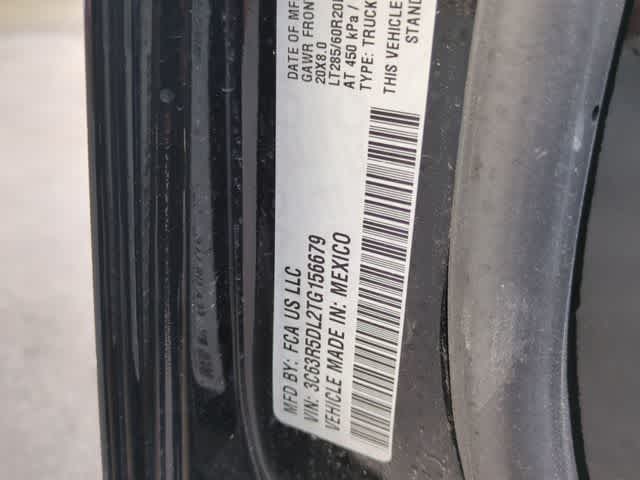 DATE OF MF
GAWR FRONT
20X8.0
LT285/60R20
AT 450 kPa /
TYPE: TRUCK
THIS VEHICLE
STAND
MFD BY: FCA US LLC
VIN: 3C63R5DL2TG156679
VEHICLE MADE IN: MEXICO